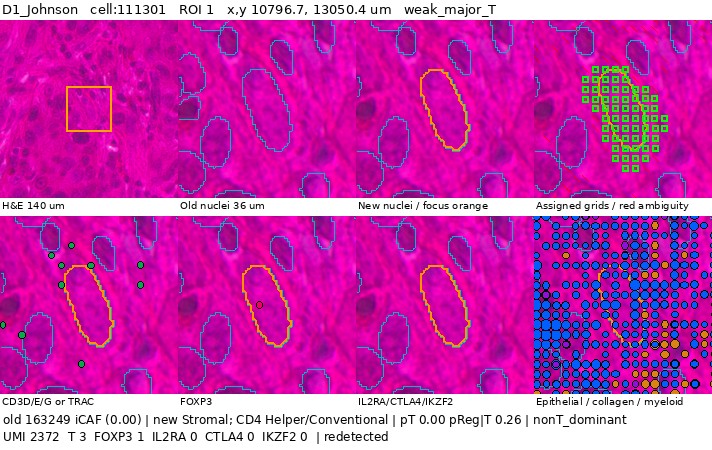 D1_Johnson cell:111301 ROI 1 x,y 10796.7, 13050.4 um weak_major_T
H&E 140 um
Old nuclei 36 um
New nuclei / focus orange
Assigned grids / red ambiguity
CD3D/E/G or TRAC
FOXP3
IL2RA/CTLA4/IKZF2
Epithelial / collagen / myeloid
old 163249 iCAF (0.00) | new Stromal; CD4 Helper/Conventional | pT 0.00 pReg|T 0.26 | nonT_dominant
UMI 2372 T 3 FOXP3 1 IL2RA 0 CTLA4 0 IKZF2 0 | redetected